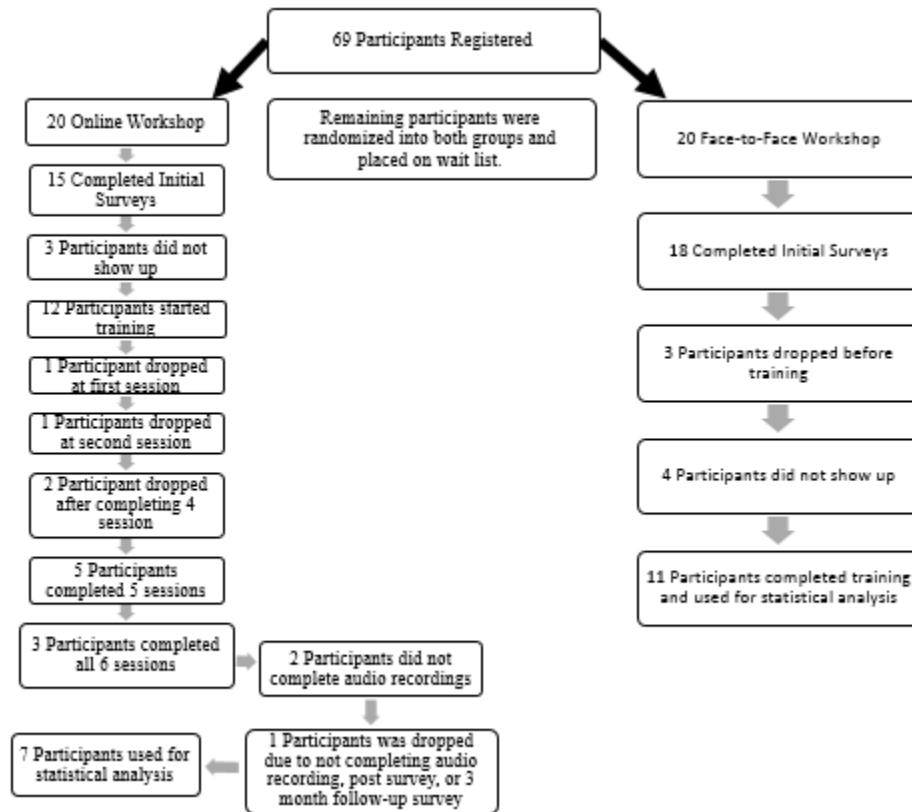 69 Participants Registered
20 Online Workshop
15 Completed Initial
Surveys
3 Participants did not
show up
12 Participants started
training
1 Participant dropped
at first session
1 Participants dropped
at second session
2 Participant dropped
after completing 4
session
5 Participants
completed 5 sessions
3 Participants completed
all 6 sessions
2 Participants did not
complete audio recordings
1 Participants was dropped
due to not completing audio
recording, post survey, or 3
month follow-up survey
7 Participants used for
statistical analysis
Remaining participants were
randomized into both groups and
placed on wait list.
20 Face-to-Face Workshop
18 Completed Initial Surveys
3 Participants dropped before
training
4 Participants did not show up
11 Participants completed training
and used for statistical analysis